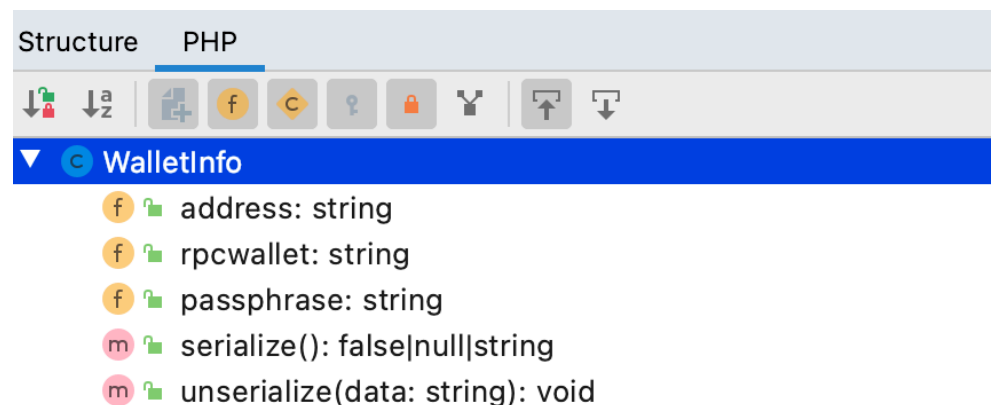 Structure PHP
a
z f C
C WalletInfo
f address: string
f rpcwallet: string
f passphrase: string
m serialize(): false|null|string
m unserialize(data: string): void